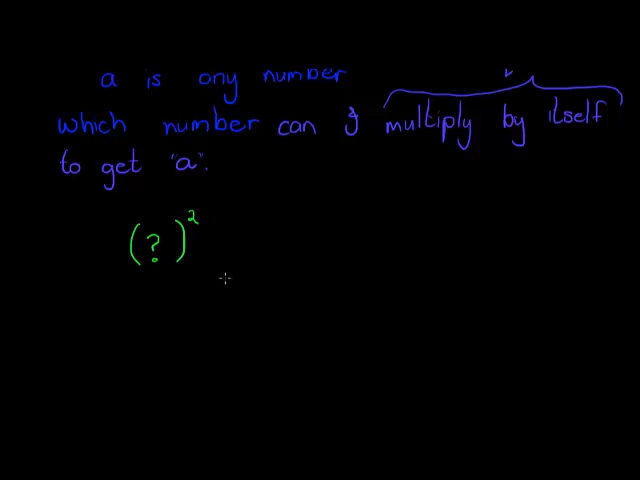 a is any number
which number can I multiply by itself
to get "a".
(?)²